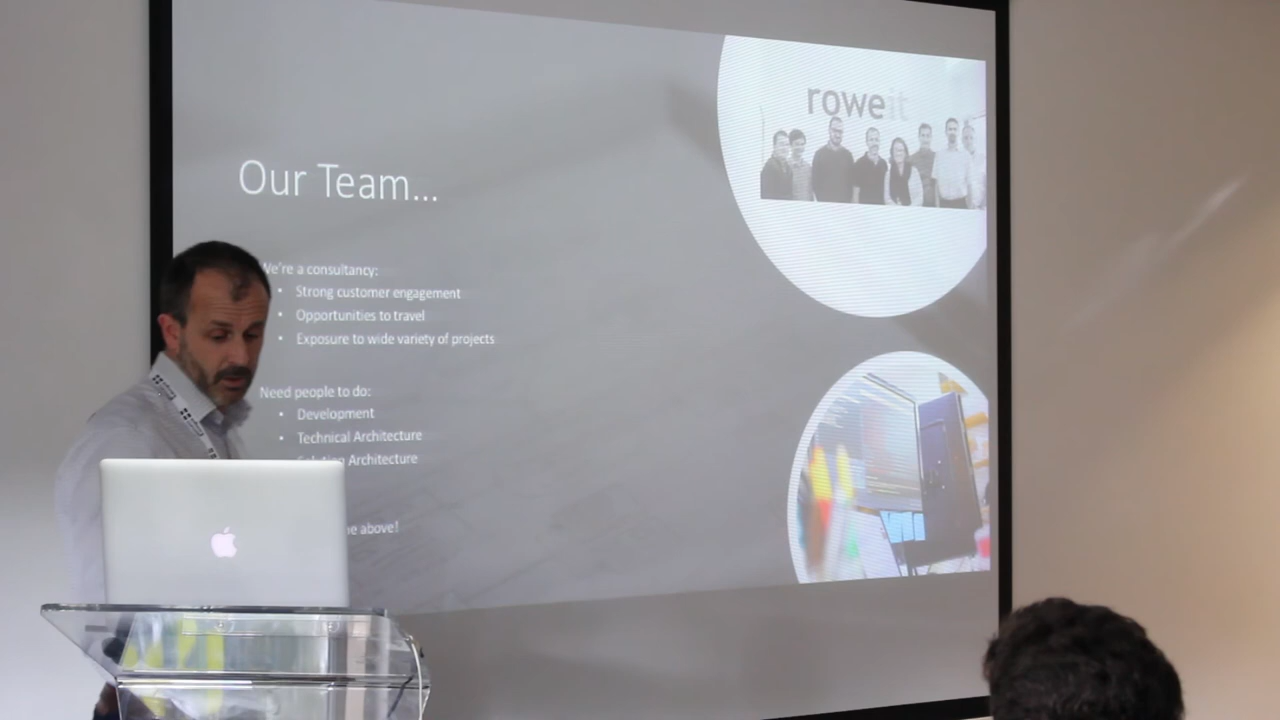 roweit
Our Team...
We're a consultancy:
• Strong customer engagement
• Opportunities to travel
• Exposure to wide variety of projects
Need people to do:
• Development
• Technical Architecture
Solution Architecture
above!